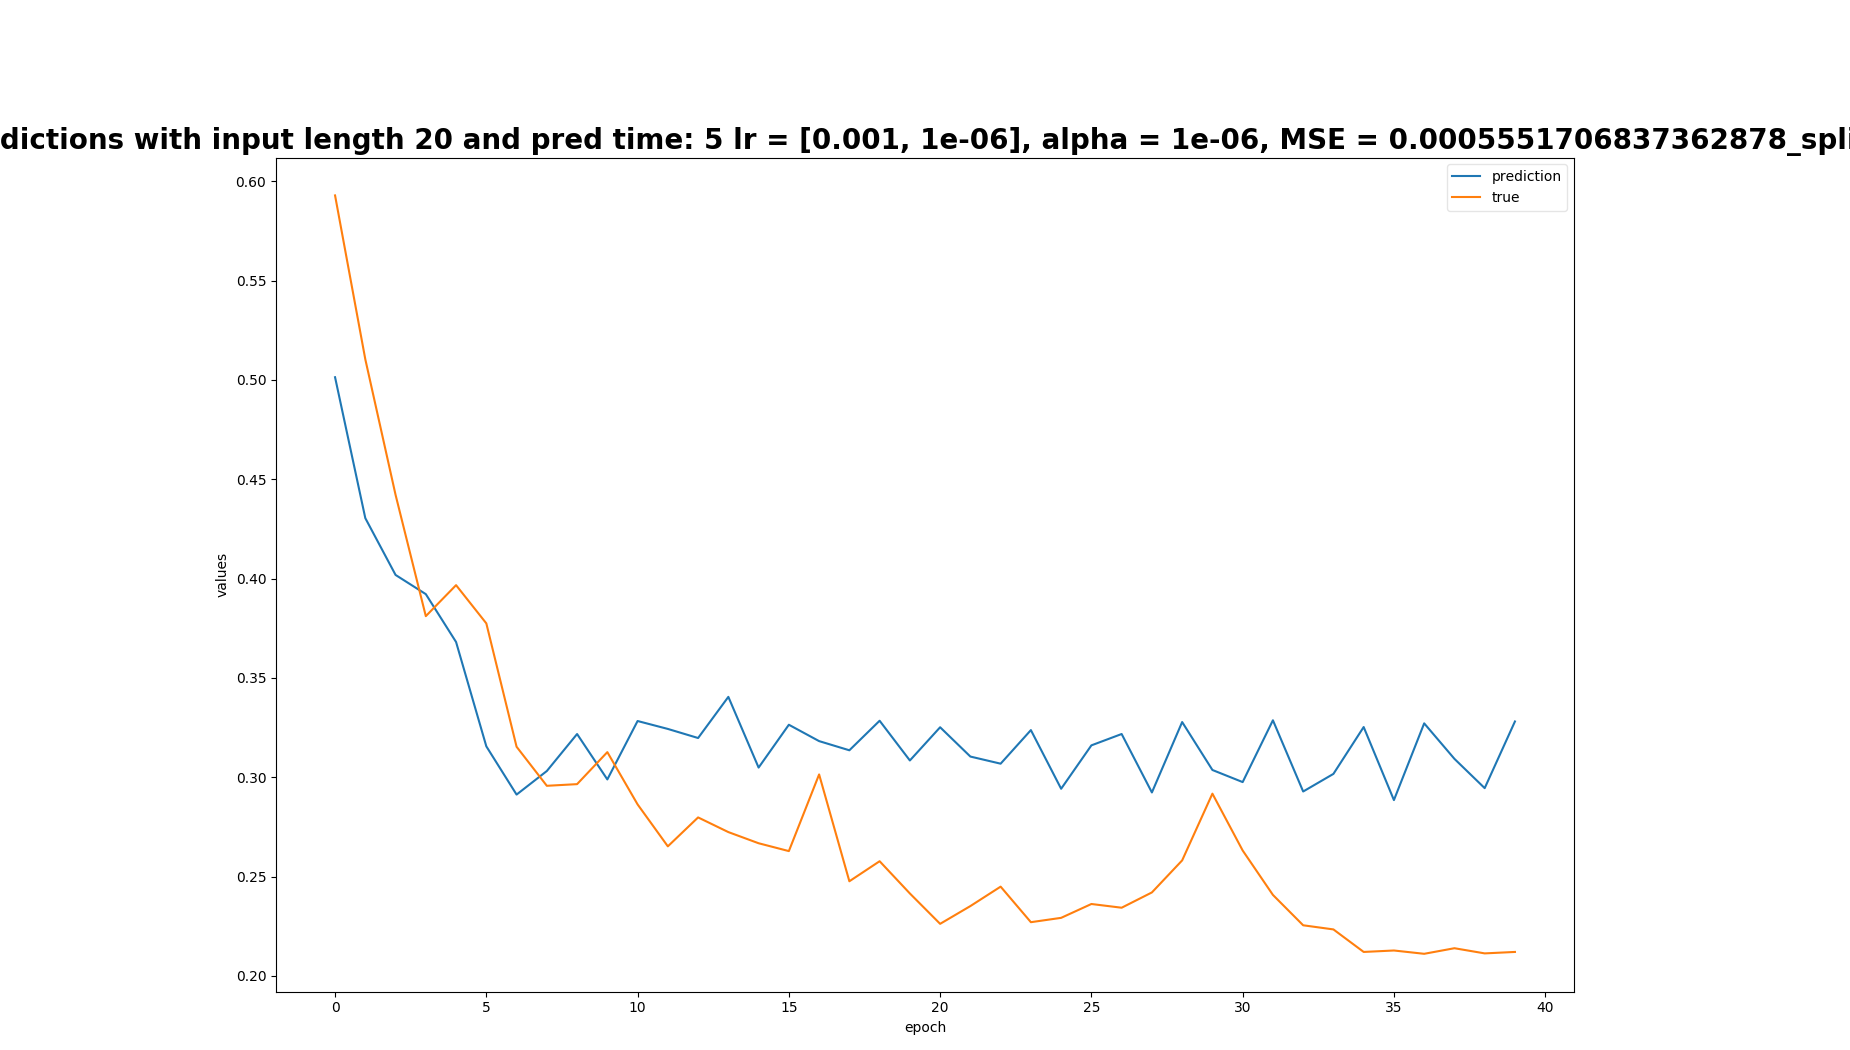 dictions with input length 20 and pred time: 5 lr = [0.001, 1e-06], alpha = 1e-06, MSE = 0.0005551706837362878_spli
prediction
true
0.60
0.55
0.50
0.45
0.40
0.35
0.30
0.25
0.20
values
0 5 10 15 20 25 30 35 40
epoch